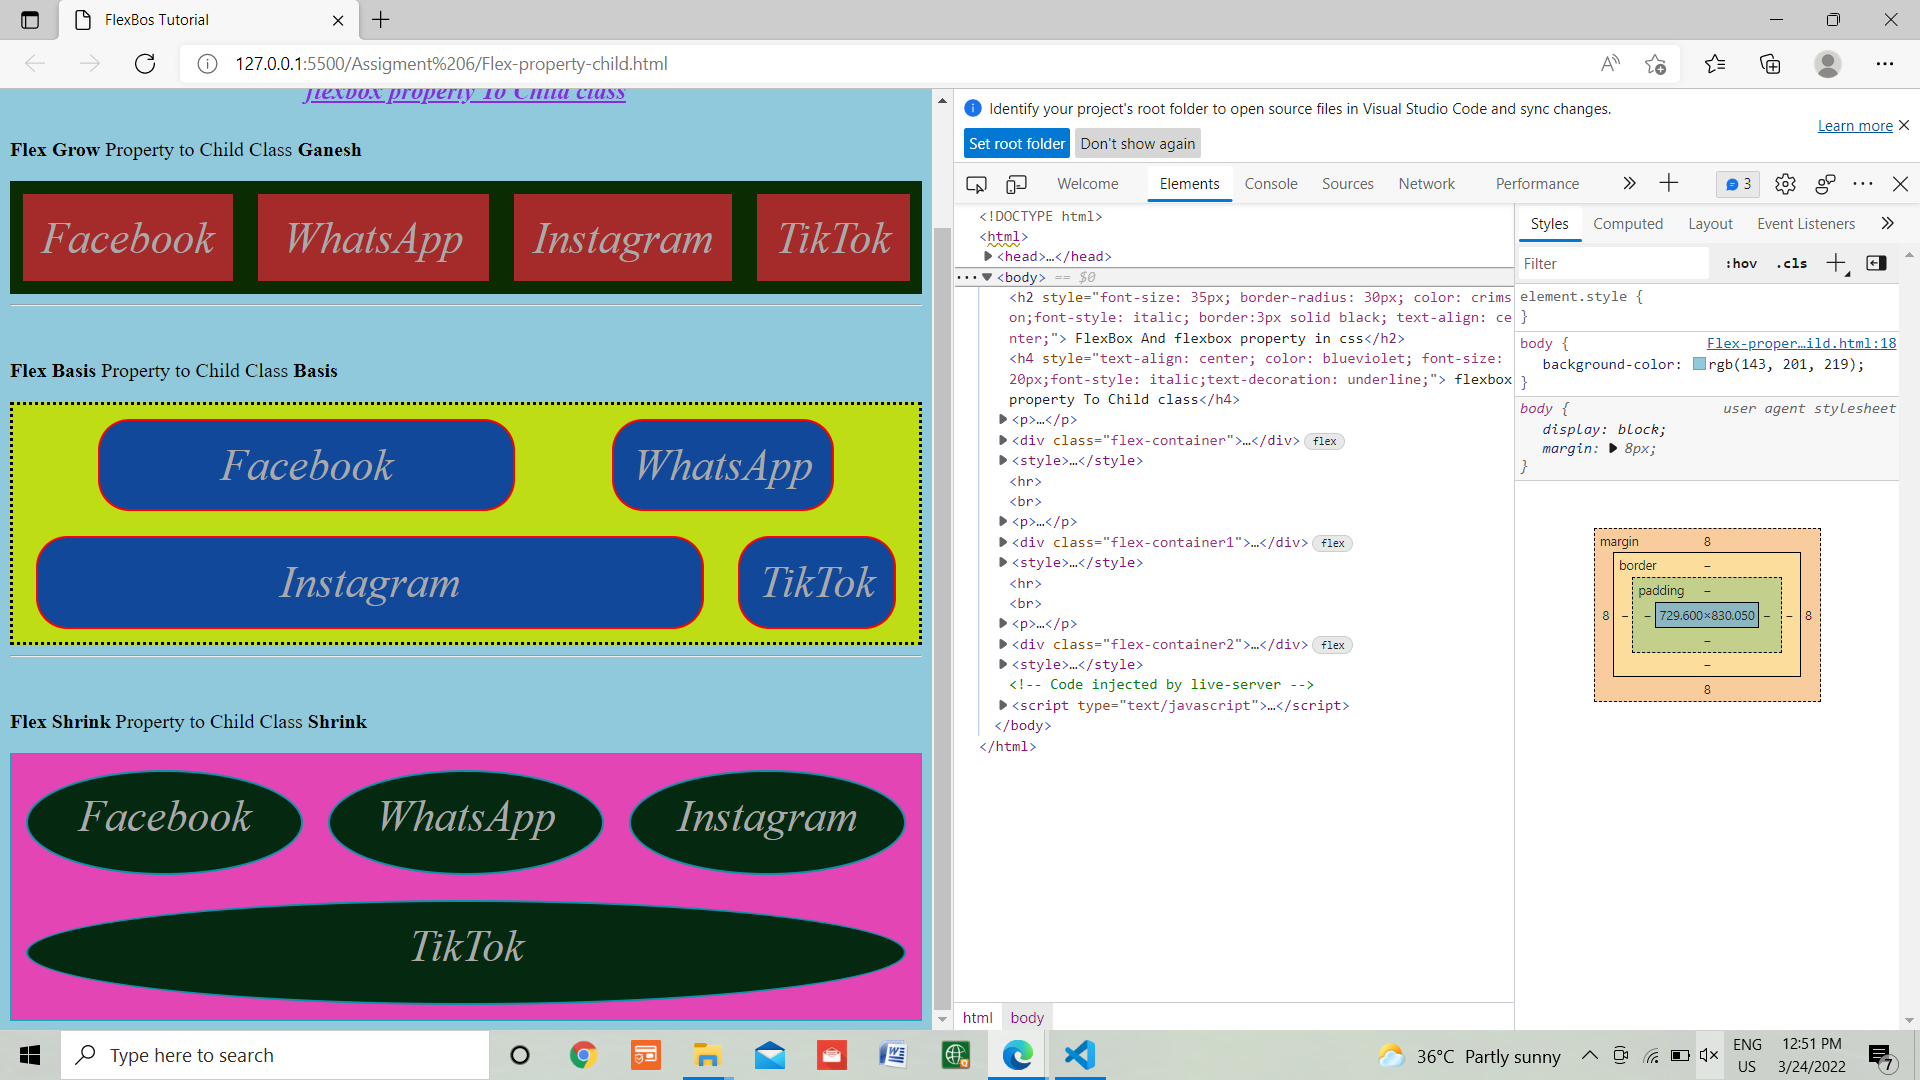 FlexBos Tutorial
127.0.0.1:5500/Assigment%206/Flex-property-child.html
flexbox property To Child class
Flex Grow Property to Child Class Ganesh
Facebook WhatsApp Instagram TikTok
Flex Basis Property to Child Class Basis
Facebook WhatsApp
Instagram TikTok
Flex Shrink Property to Child Class Shrink
Facebook WhatsApp Instagram
TikTok
Identify your project's root folder to open source files in Visual Studio Code and sync changes.
Learn more
Set root folder Don't show again
Welcome Elements Console Sources Network Performance 3
<!DOCTYPE html>
<html>
<head>…</head>
<body> == $0
<h2 style="font-size: 35px; border-radius: 30px; color: crims
on;font-style: italic; border:3px solid black; text-align: ce
nter;"> FlexBox And flexbox property in css</h2>
<h4 style="text-align: center; color: blueviolet; font-size:
20px;font-style: italic;text-decoration: underline;"> flexbox
property To Child class</h4>
<p>…</p>
<div class="flex-container">…</div> flex
<style>…</style>
<hr>
<br>
<p>…</p>
<div class="flex-container1">…</div> flex
<style>…</style>
<hr>
<br>
<p>…</p>
<div class="flex-container2">…</div> flex
<style>…</style>
<!-- Code injected by live-server -->
<script type="text/javascript">…</script>
</body>
</html>
html body
Styles Computed Layout Event Listeners
Filter :hov .cls
element.style {
}
body { Flex-proper…ild.html:18
background-color: rgb(143, 201, 219);
}
body { user agent stylesheet
display: block;
margin: 8px;
}
margin 8
border –
padding –
8 – – 729.600×830.050 – – 8
–
–
8
Type here to search
36°C Partly sunny
ENG
US
12:51 PM
3/24/2022
7